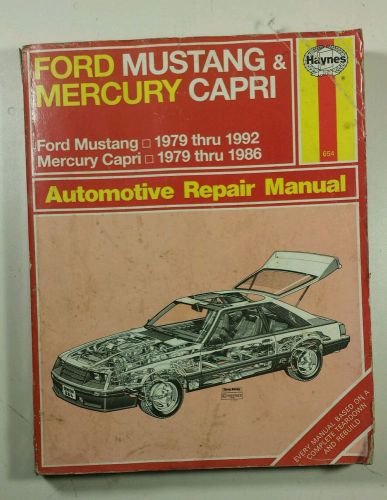 FORD MUSTANG &
MERCURY CAPRI
Haynes
Ford Mustang □ 1979 thru 1992
Mercury Capri □ 1979 thru 1986
654
Automotive Repair Manual
EVERY MANUAL BASED ON A
COMPLETE TEARDOWN
AND REBUILD